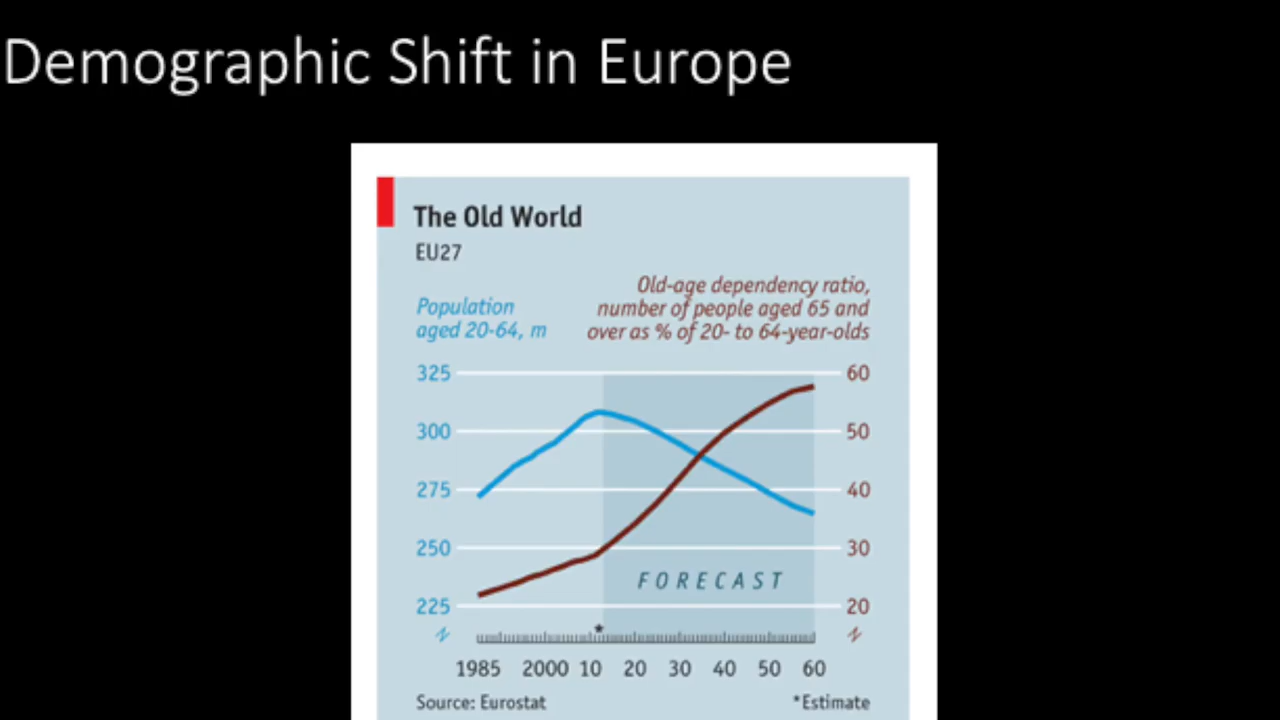 Demographic Shift in Europe
The Old World
EU27
Population
aged 20-64, m
Old-age dependency ratio,
number of people aged 65 and
over as % of 20- to 64-year-olds
325 60
300 50
275 40
250 30
FORECAST
225 20
*
1985 2000 10 20 30 40 50 60
Source: Eurostat *Estimate